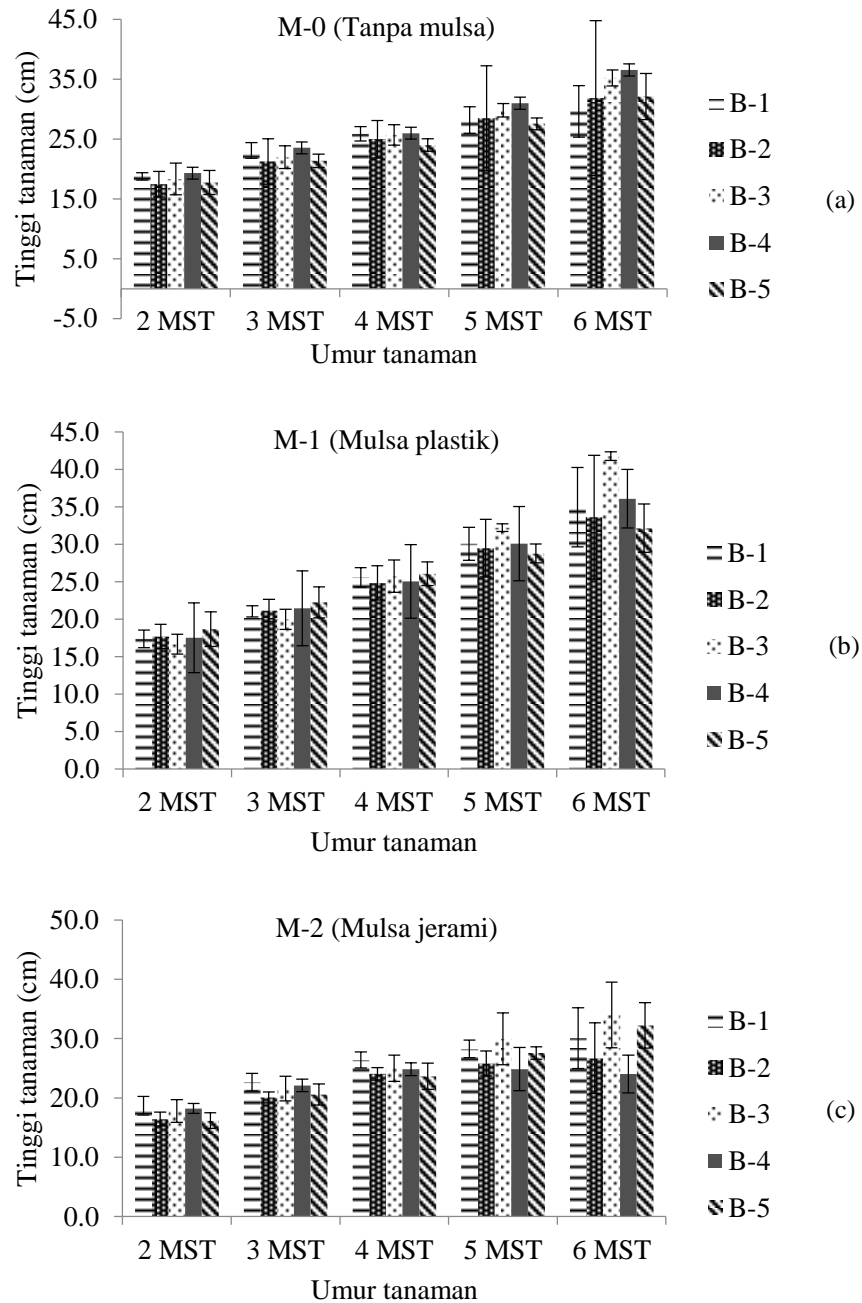 M-0 (Tanpa mulsa)
Tinggi tanaman (cm)
45.0
35.0
25.0
15.0
5.0
-5.0
2 MST 3 MST 4 MST 5 MST 6 MST
Umur tanaman
B-1
B-2
B-3
B-4
B-5
(a)
M-1 (Mulsa plastik)
Tinggi tanaman (cm)
45.0
40.0
35.0
30.0
25.0
20.0
15.0
10.0
5.0
0.0
2 MST 3 MST 4 MST 5 MST 6 MST
Umur tanaman
B-1
B-2
B-3
B-4
B-5
(b)
M-2 (Mulsa jerami)
Tinggi tanaman (cm)
50.0
40.0
30.0
20.0
10.0
0.0
2 MST 3 MST 4 MST 5 MST 6 MST
Umur tanaman
B-1
B-2
B-3
B-4
B-5
(c)